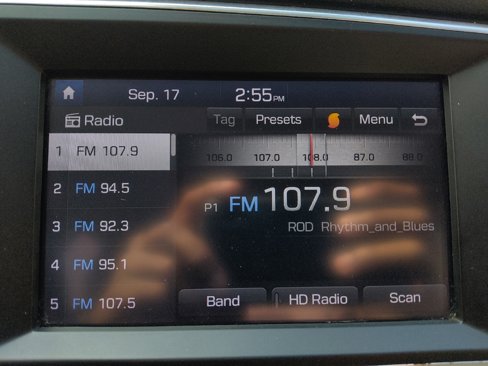 Sep. 17 2:55PM
Radio Tag Presets Menu
1 FM 107.9
106.0 107.0 108.0 87.0 88.0
2 FM 94.5
P1 FM 107.9
3 FM 92.3
ROD Rhythm_and_Blues
4 FM 95.1
5 FM 107.5
Band HD Radio Scan